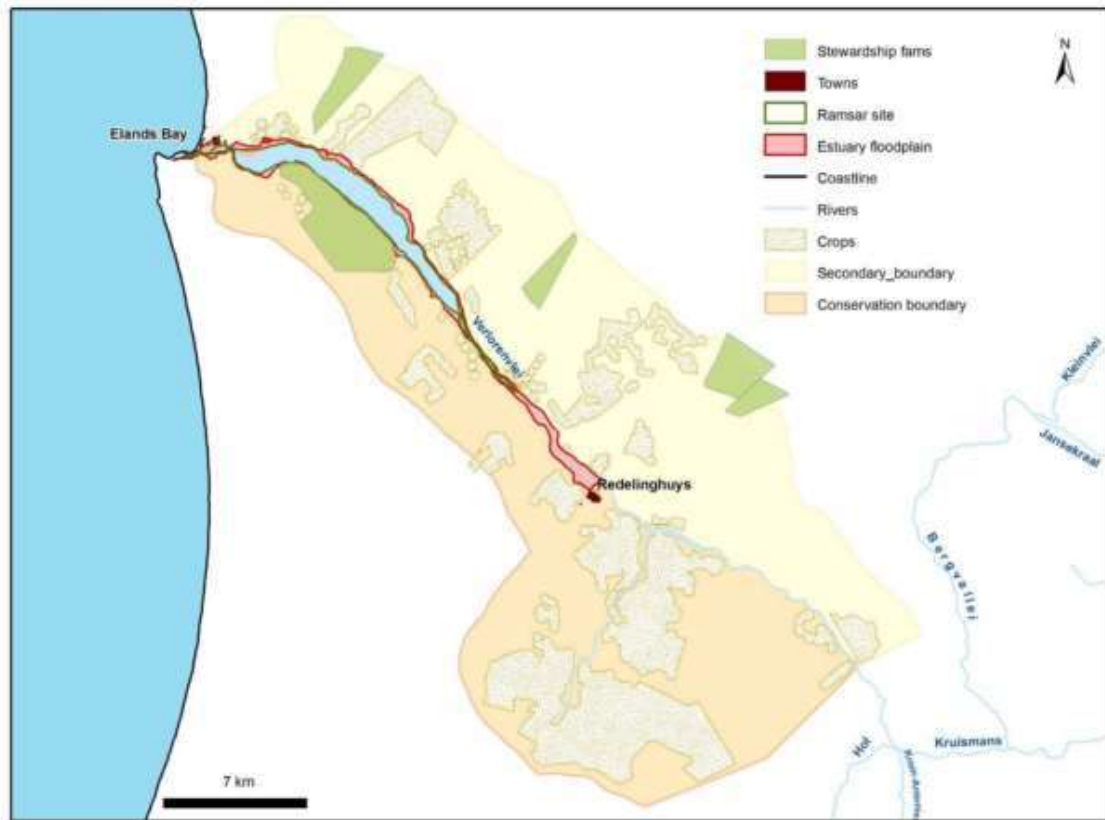 N
Stewardship fams
Towns
Ramsar site
Estuary floodplain
Coastline
Rivers
Crops
Secondary_boundary
Conservation boundary
Elands Bay
Verlorenvlei
Redelinghuys
Kleinvlei
Jansekraal
Bergvallei
Hol
Kruismans
7 km